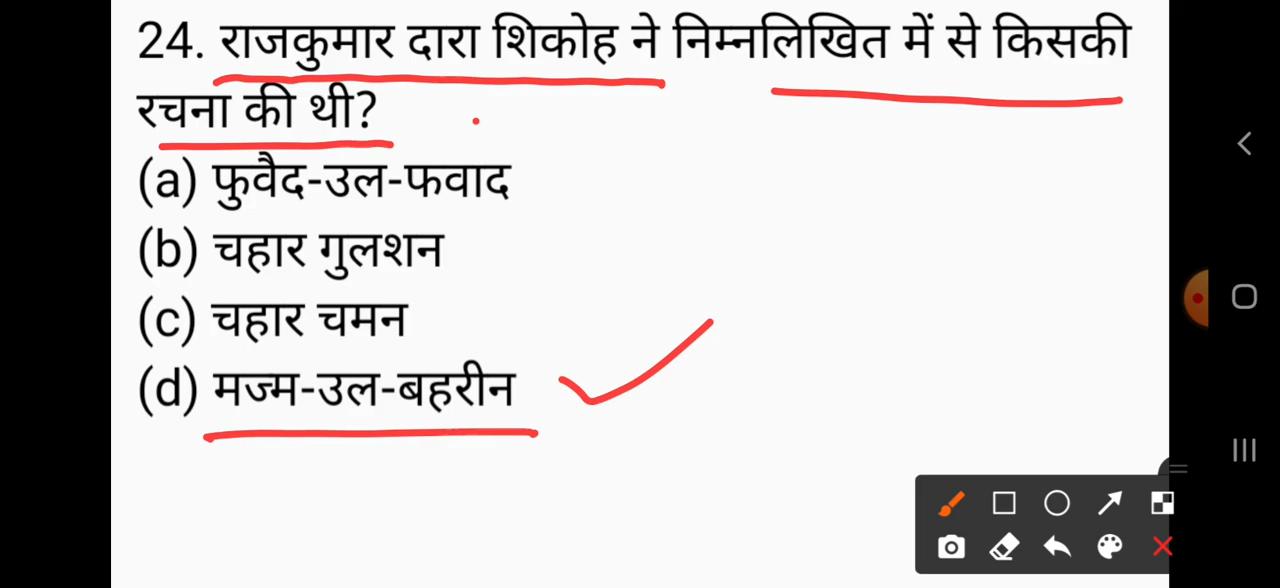 24. राजकुमार दारा शिकोह ने निम्नलिखित में से किसकी
रचना की थी?
(a) फुवैद-उल-फवाद
(b) चहार गुलशन
(c) चहार चमन
(d) मज्म-उल-बहरीन